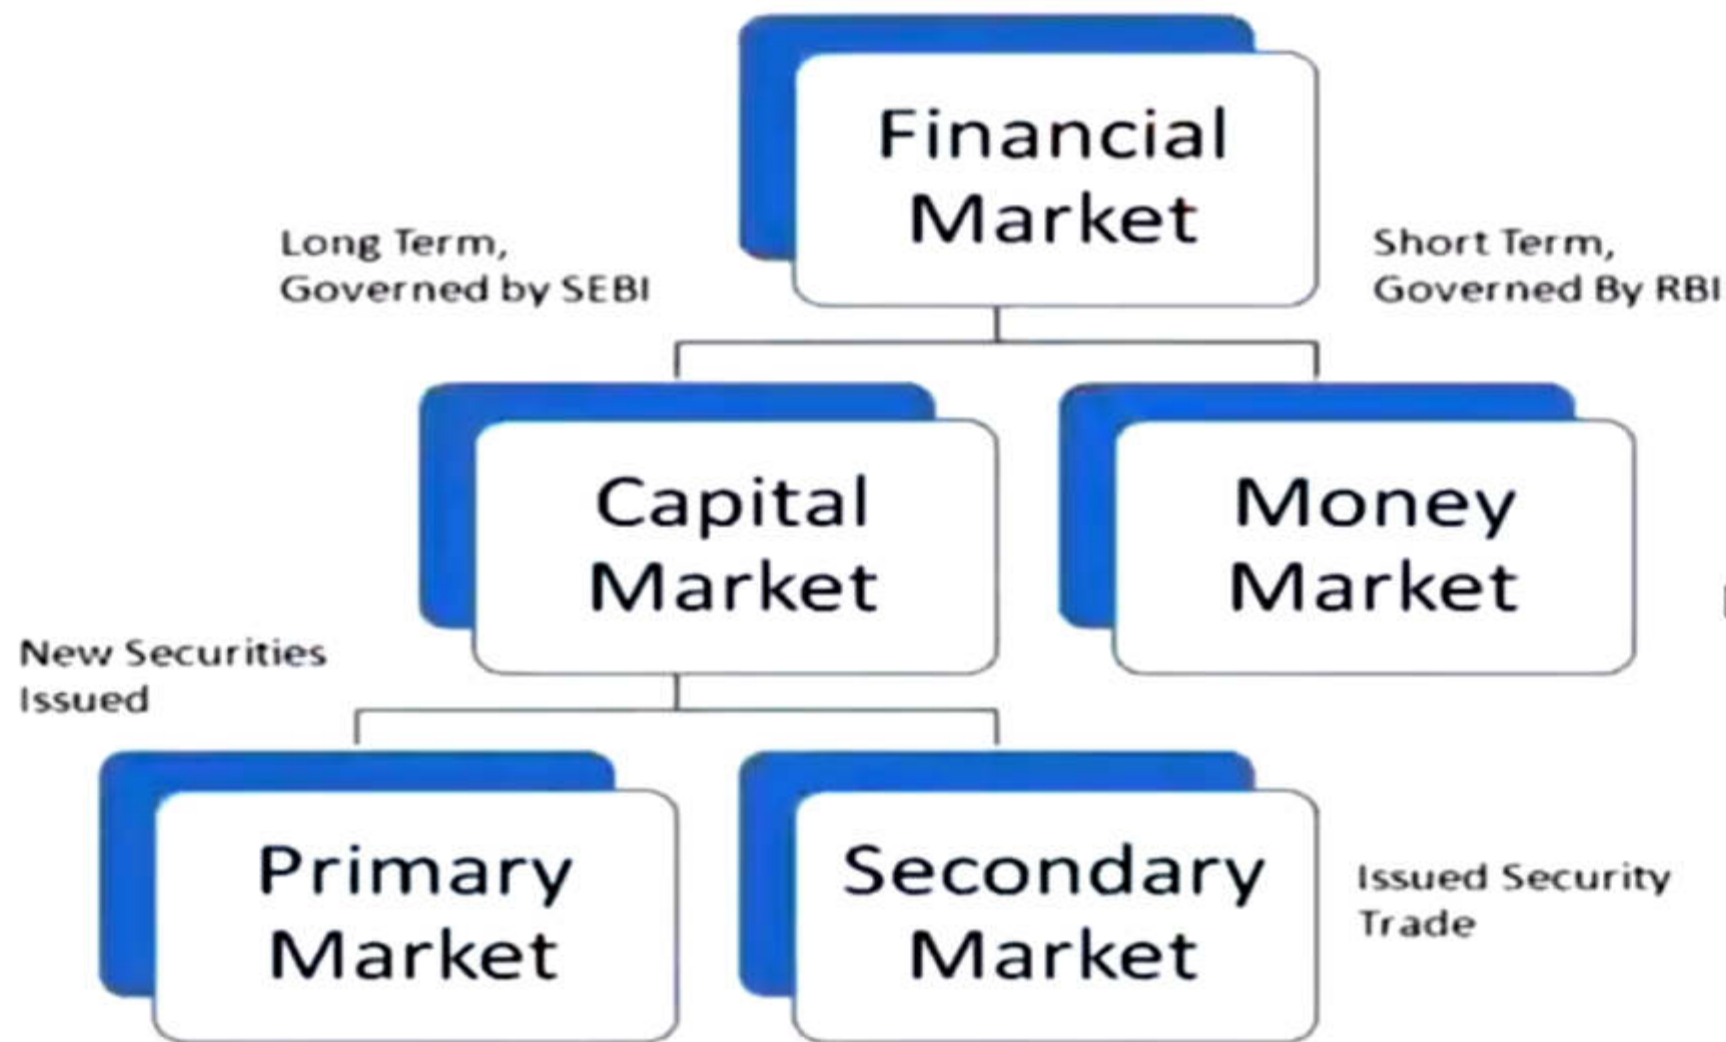 Financial
Market
Long Term,
Governed by SEBI
Short Term,
Governed By RBI
Capital
Market
Money
Market
New Securities
Issued
Primary
Market
Secondary
Market
Issued Security
Trade